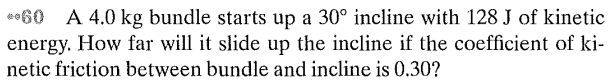 ••60 A 4.0 kg bundle starts up a 30° incline with 128 J of kinetic
energy. How far will it slide up the incline if the coefficient of ki-
netic friction between bundle and incline is 0.30?